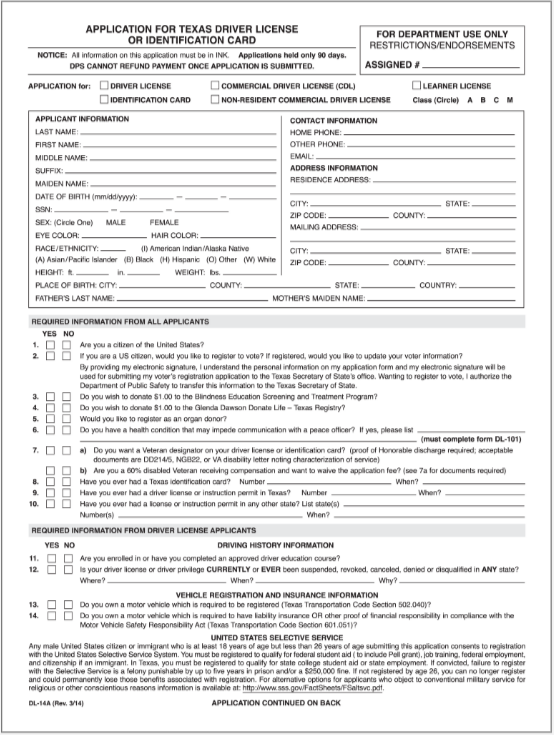 APPLICATION FOR TEXAS DRIVER LICENSE
OR IDENTIFICATION CARD
NOTICE: All information on this application must be in INK. Applications held only 90 days.
DPS CANNOT REFUND PAYMENT ONCE APPLICATION IS SUBMITTED.
FOR DEPARTMENT USE ONLY
RESTRICTIONS/ENDORSEMENTS
ASSIGNED #
APPLICATION for: DRIVER LICENSE COMMERCIAL DRIVER LICENSE (CDL) LEARNER LICENSE
IDENTIFICATION CARD NON-RESIDENT COMMERCIAL DRIVER LICENSE Class (Circle) A B C M
APPLICANT INFORMATION
LAST NAME:
FIRST NAME:
MIDDLE NAME:
SUFFIX:
MAIDEN NAME:
DATE OF BIRTH (mm/dd/yyyy): — —
SSN: — —
SEX: (Circle One) MALE FEMALE
EYE COLOR: HAIR COLOR:
RACE/ETHNICITY: (I) American Indian/Alaska Native
(A) Asian/Pacific Islander (B) Black (H) Hispanic (O) Other (W) White
HEIGHT: ft. in. WEIGHT: lbs.
CONTACT INFORMATION
HOME PHONE:
OTHER PHONE:
EMAIL:
ADDRESS INFORMATION
RESIDENCE ADDRESS:
CITY: STATE:
ZIP CODE: COUNTY:
MAILING ADDRESS:
CITY: STATE:
ZIP CODE: COUNTY:
PLACE OF BIRTH: CITY: COUNTY: STATE: COUNTRY:
FATHER'S LAST NAME: MOTHER'S MAIDEN NAME:
REQUIRED INFORMATION FROM ALL APPLICANTS
YES NO
1. Are you a citizen of the United States?
2. If you are a US citizen, would you like to register to vote? If registered, would you like to update your voter information?
By providing my electronic signature, I understand the personal information on my application form and my electronic signature will be
used for submitting my voter's registration application to the Texas Secretary of State's office. Wanting to register to vote, I authorize the
Department of Public Safety to transfer this information to the Texas Secretary of State.
3. Do you wish to donate $1.00 to the Blindness Education Screening and Treatment Program?
4. Do you wish to donate $1.00 to the Glenda Dawson Donate Life – Texas Registry?
5. Would you like to register as an organ donor?
6. Do you have a health condition that may impede communication with a peace officer? If yes, please list
(must complete form DL-101)
7. a) Do you want a Veteran designator on your driver license or identification card? (proof of Honorable discharge required; acceptable
documents are DD214/5, NGB22, or VA disability letter noting characterization of service)
b) Are you a 60% disabled Veteran receiving compensation and want to waive the application fee? (see 7a for documents required)
8. Have you ever had a Texas identification card? Number When?
9. Have you ever had a driver license or instruction permit in Texas? Number When?
10. Have you ever had a license or instruction permit in any other state? List state(s)
Number(s) When?
REQUIRED INFORMATION FROM DRIVER LICENSE APPLICANTS
YES NO DRIVING HISTORY INFORMATION
11. Are you enrolled in or have you completed an approved driver education course?
12. Is your driver license or driver privilege CURRENTLY or EVER been suspended, revoked, canceled, denied or disqualified in ANY state?
Where? When? Why?
VEHICLE REGISTRATION AND INSURANCE INFORMATION
13. Do you own a motor vehicle which is required to be registered (Texas Transportation Code Section 502.040)?
14. Do you own a motor vehicle which is required to have liability insurance OR other proof of financial responsibility in compliance with the
Motor Vehicle Safety Responsibility Act (Texas Transportation Code Section 601.051)?
UNITED STATES SELECTIVE SERVICE
Any male United States citizen or immigrant who is at least 18 years of age but less than 26 years of age submitting this application consents to registration
with the United States Selective Service System. You must be registered to qualify for federal student aid ( to include Pell grant), job training, federal employment,
and citizenship if an immigrant. In Texas, you must be registered to qualify for state college student aid or state employment. If convicted, failure to register
with the Selective Service is a felony punishable by up to five years in prison and/or a $250,000 fine. If not registered by age 26, you can no longer register
and could permanently lose those benefits associated with registration. For alternative options for applicants who object to conventional military service for
religious or other conscientious reasons information is available at: http://www.sss.gov/FactSheets/FSaltsvc.pdf.
DL-14A (Rev. 3/14) APPLICATION CONTINUED ON BACK